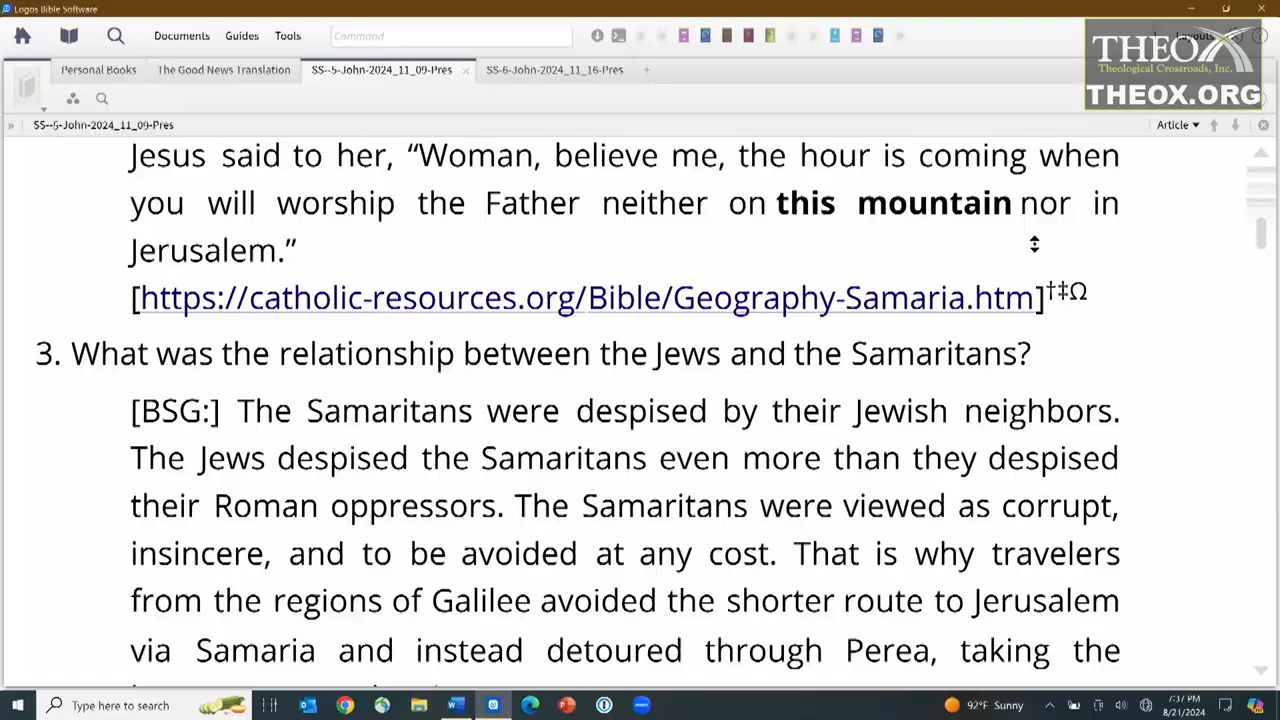 Logos Bible Software
Documents Guides Tools Command Layouts
THEOX
Theological Crossroads, Inc.
THEOX.ORG
Personal Books The Good News Translation SS--5-John-2024_11_09-Pres SS-6-John-2024_11_16-Pres
SS--5-John-2024_11_09-Pres Article
Jesus said to her, “Woman, believe me, the hour is coming when
you will worship the Father neither on this mountain nor in
Jerusalem.”
[https://catholic-resources.org/Bible/Geography-Samaria.htm]†‡Ω
3. What was the relationship between the Jews and the Samaritans?
[BSG:] The Samaritans were despised by their Jewish neighbors.
The Jews despised the Samaritans even more than they despised
their Roman oppressors. The Samaritans were viewed as corrupt,
insincere, and to be avoided at any cost. That is why travelers
from the regions of Galilee avoided the shorter route to Jerusalem
via Samaria and instead detoured through Perea, taking the
Type here to search
92°F Sunny
7:37 PM
8/21/2024